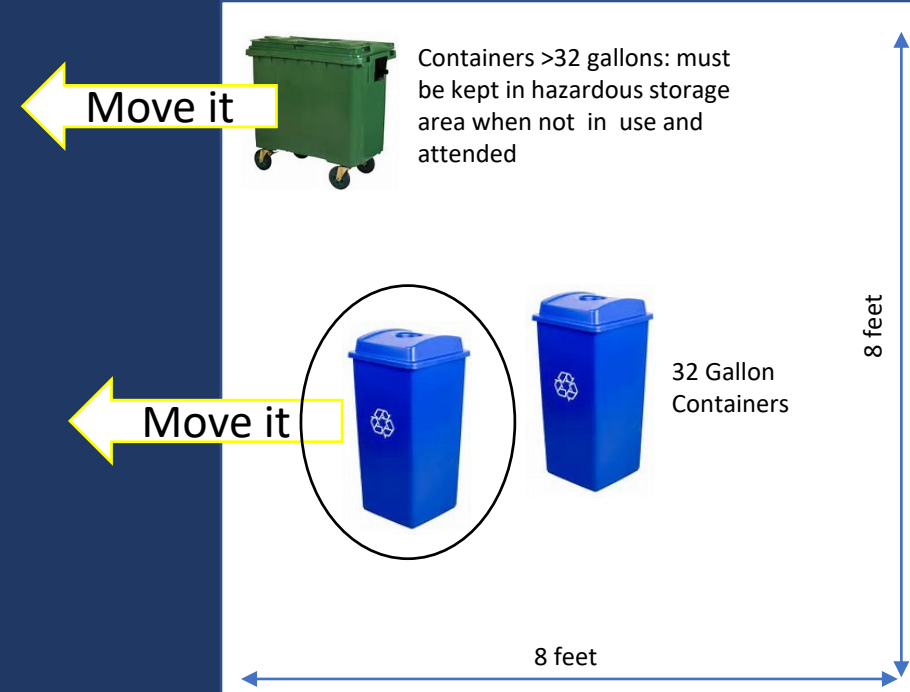 Move it
Containers >32 gallons: must
be kept in hazardous storage
area when not in use and
attended
8 feet
Move it
32 Gallon
Containers
8 feet